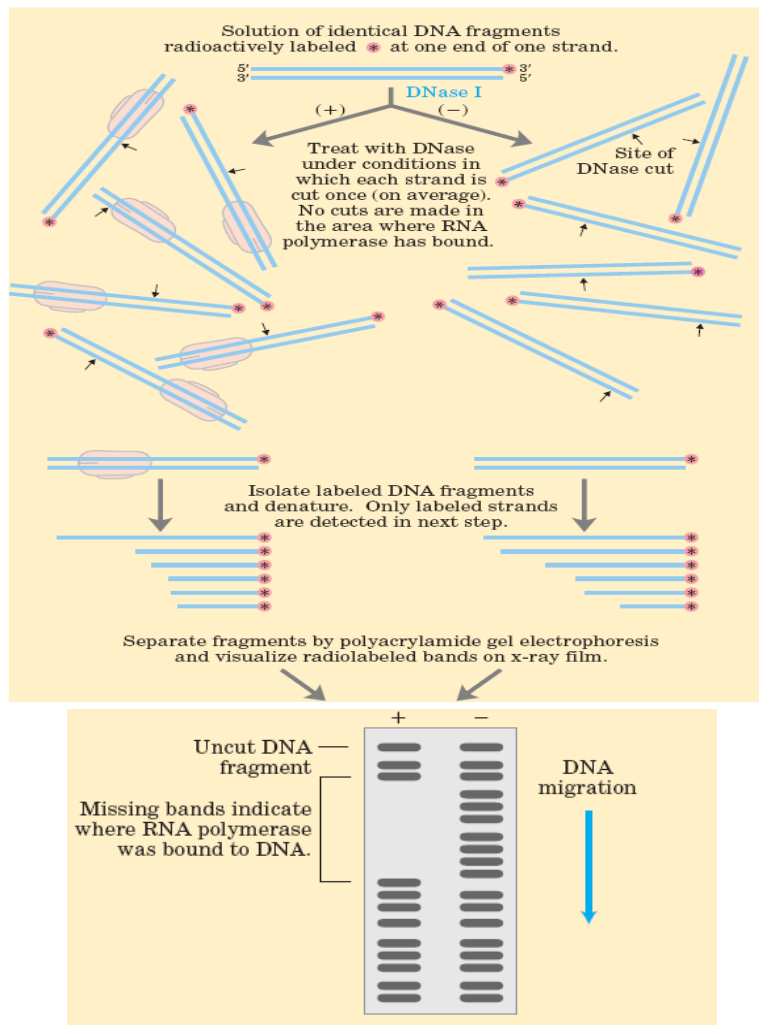 Solution of identical DNA fragments
radioactively labeled * at one end of one strand.
5′ * 3′
3′ 5′
DNase I
(+) (−)
Treat with DNase
under conditions in
which each strand is
cut once (on average).
No cuts are made in
the area where RNA
polymerase has bound.
Site of
DNase cut
Isolate labeled DNA fragments
and denature. Only labeled strands
are detected in next step.
Separate fragments by polyacrylamide gel electrophoresis
and visualize radiolabeled bands on x-ray film.
+ −
Uncut DNA
fragment
Missing bands indicate
where RNA polymerase
was bound to DNA.
DNA
migration